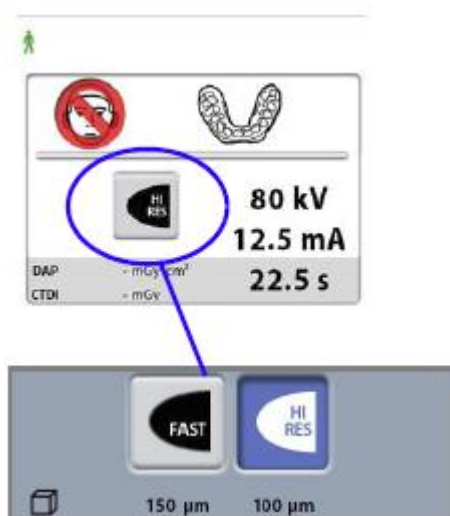 HI
RES
80 kV
12.5 mA
DAP - mGy cm²
22.5 s
CTDI - mGy
FAST
HI
RES
150 µm 100 µm